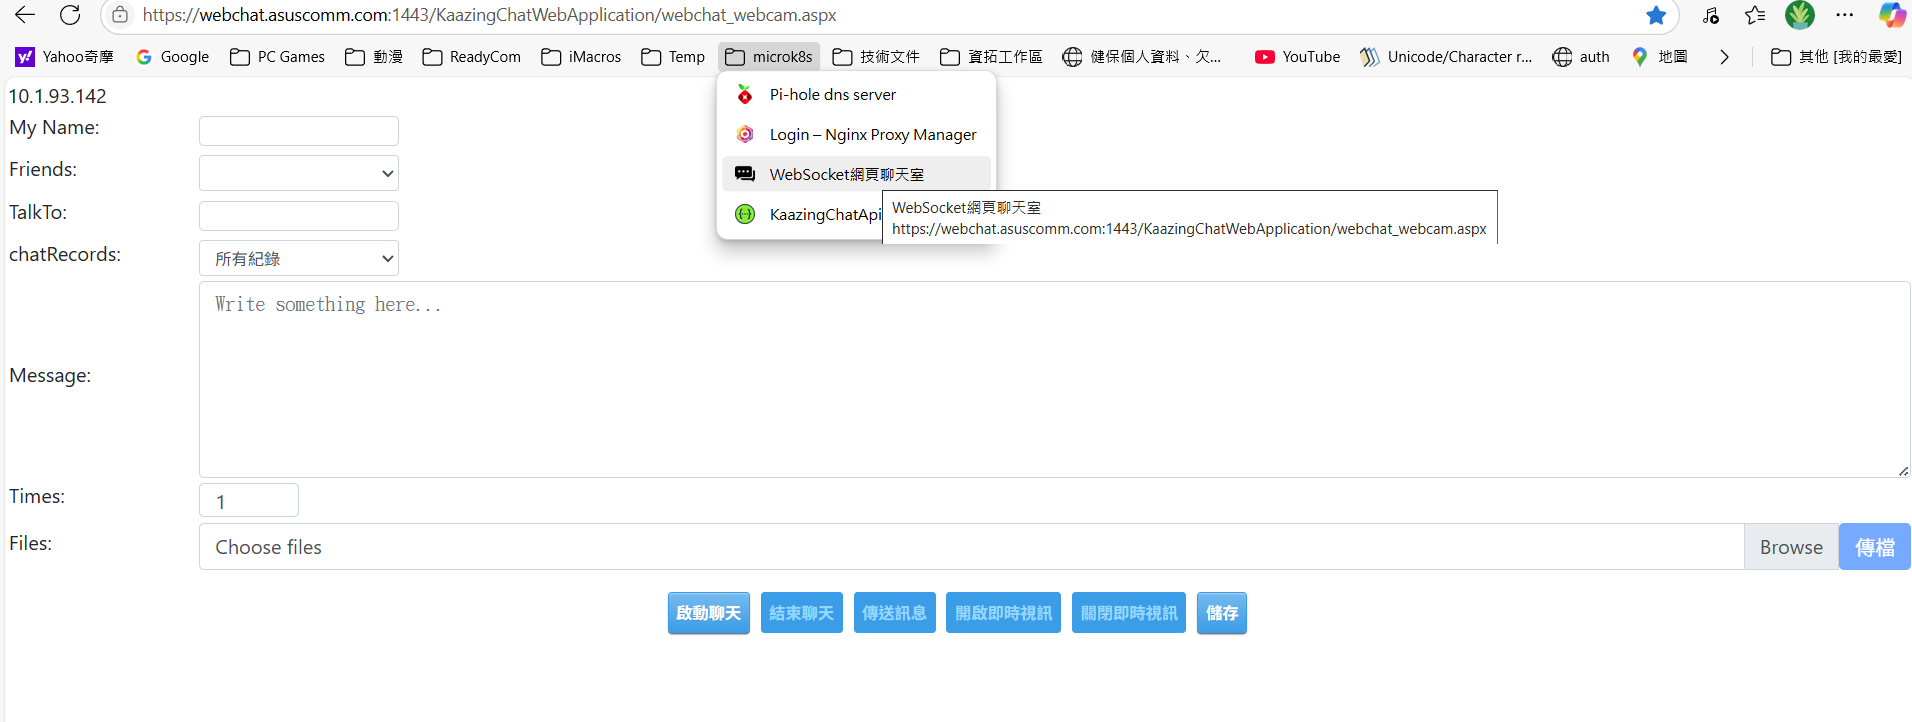 https://webchat.asuscomm.com:1443/KaazingChatWebApplication/webchat_webcam.aspx
Yahoo奇摩 Google PC Games 動漫 ReadyCom iMacros Temp microk8s 技術文件 資拓工作區 健保個人資料、欠... YouTube Unicode/Character r... auth 地圖 其他 [我的最愛]
Pi-hole dns server
Login – Nginx Proxy Manager
WebSocket網頁聊天室
KaazingChatApi
WebSocket網頁聊天室
https://webchat.asuscomm.com:1443/KaazingChatWebApplication/webchat_webcam.aspx
10.1.93.142
My Name:
Friends:
TalkTo:
chatRecords: 所有紀錄
Message: Write something here...
Times: 1
Files: Choose files Browse 傳檔
啟動聊天 結束聊天 傳送訊息 開啟即時視訊 關閉即時視訊 儲存